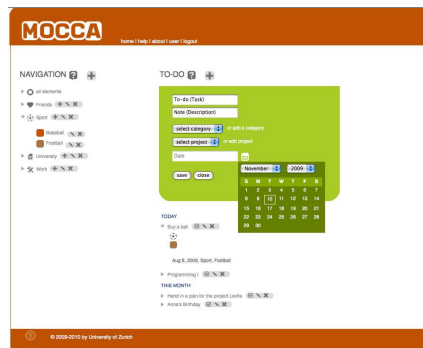 MOCCA
home | help | about | user | logout
NAVIGATION ?
all elements
Friends
Sport
Baseball
Football
University
Work
TO-DO ?
To-do (Task)
Note (Description)
select category or add a category
select project or add project
Date
save close
November 2009
S M T W T F S
1 2 3 4 5 6 7
8 9 10 11 12 13 14
15 16 17 18 19 20 21
22 23 24 25 26 27 28
29 30
TODAY
Buy a ball
Aug 6, 2009, Sport, Football
Programming I
THIS MONTH
Hand in a plan for the project
Anna's Birthday
© 2009-2010 by University of Zurich